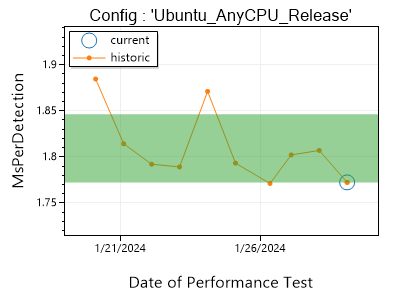 Config : 'Ubuntu_AnyCPU_Release'
current
historic
MsPerDetection
1.9
1.85
1.8
1.75
1/21/2024
1/26/2024
Date of Performance Test